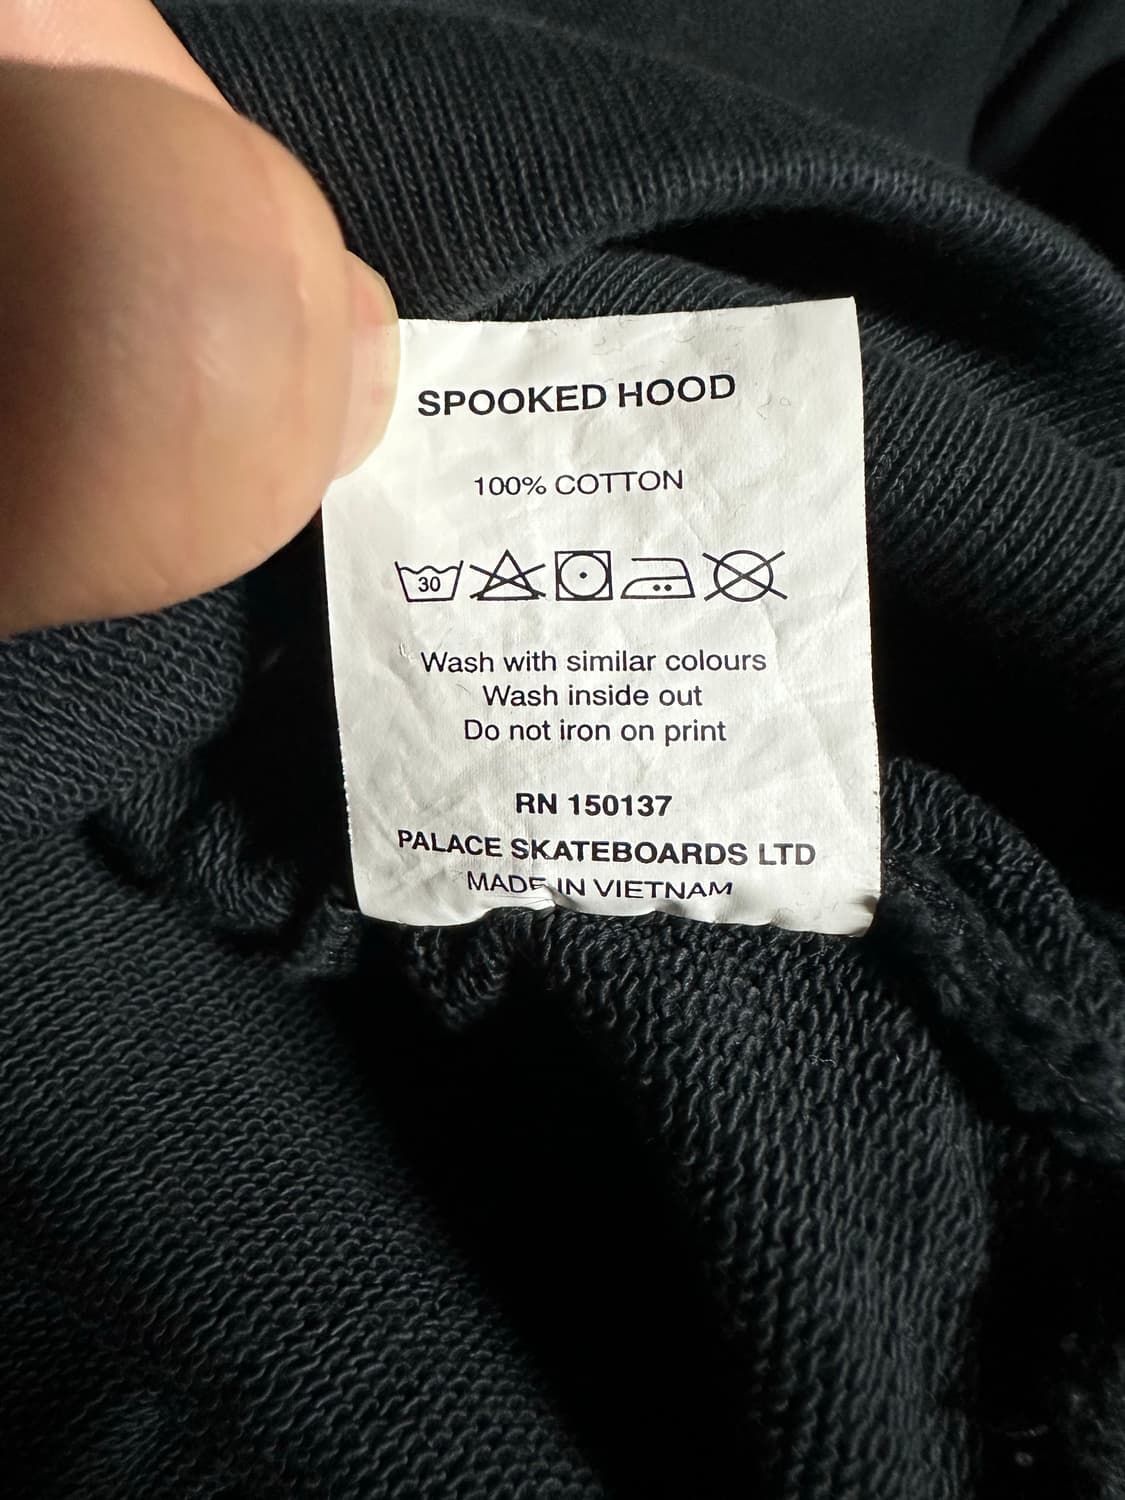 SPOOKED HOOD
100% COTTON
30
Wash with similar colours
Wash inside out
Do not iron on print
RN 150137
PALACE SKATEBOARDS LTD
MADE IN VIETNAM